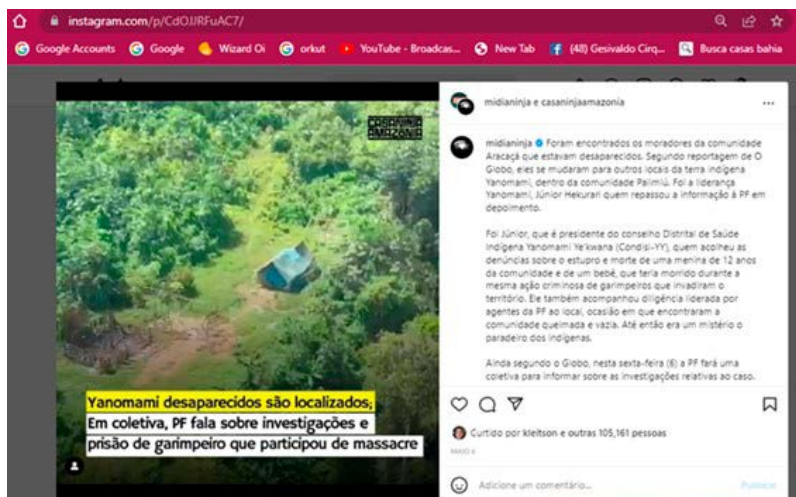 instagram.com/p/CdOJJRFuAC7/
Google Accounts Google Wizard Oi orkut YouTube - Broadcas... New Tab (48) Gesivaldo Cirq... Busca casas bahia
CASANINJA
AMAZÔNIA
Yanomami desaparecidos são localizados;
Em coletiva, PF fala sobre investigações e
prisão de garimpeiro que participou de massacre
midianinja e casaninjaamazonia
midianinja Foram encontrados os moradores da comunidade
Aracaçá que estavam desaparecidos. Segundo reportagem de O
Globo, eles se mudaram para outros locais da terra indígena
Yanomami, dentro da comunidade Palimiú. Foi a liderança
Yanomami, Júnior Hekurari quem repassou a informação à PF em
depoimento.
Foi Júnior, que é presidente do conselho Distrital de Saúde
Indígena Yanomami Ye'kwana (Condisi-YY), quem acolheu as
denúncias sobre o estupro e morte de uma menina de 12 anos
da comunidade e de um bebê, que teria morrido durante a
mesma ação criminosa de garimpeiros que invadiram o
território. Ele também acompanhou diligência liderada por
agentes da PF ao local, ocasião em que encontraram a
comunidade queimada e vazia. Até então era um mistério o
paradeiro dos indígenas.
Ainda segundo o Globo, nesta sexta-feira (6) a PF fará uma
coletiva para informar sobre as investigações relativas ao caso.
Curtido por kleitson e outras 105,161 pessoas
MAIO 6
Adicione um comentário... Publicar